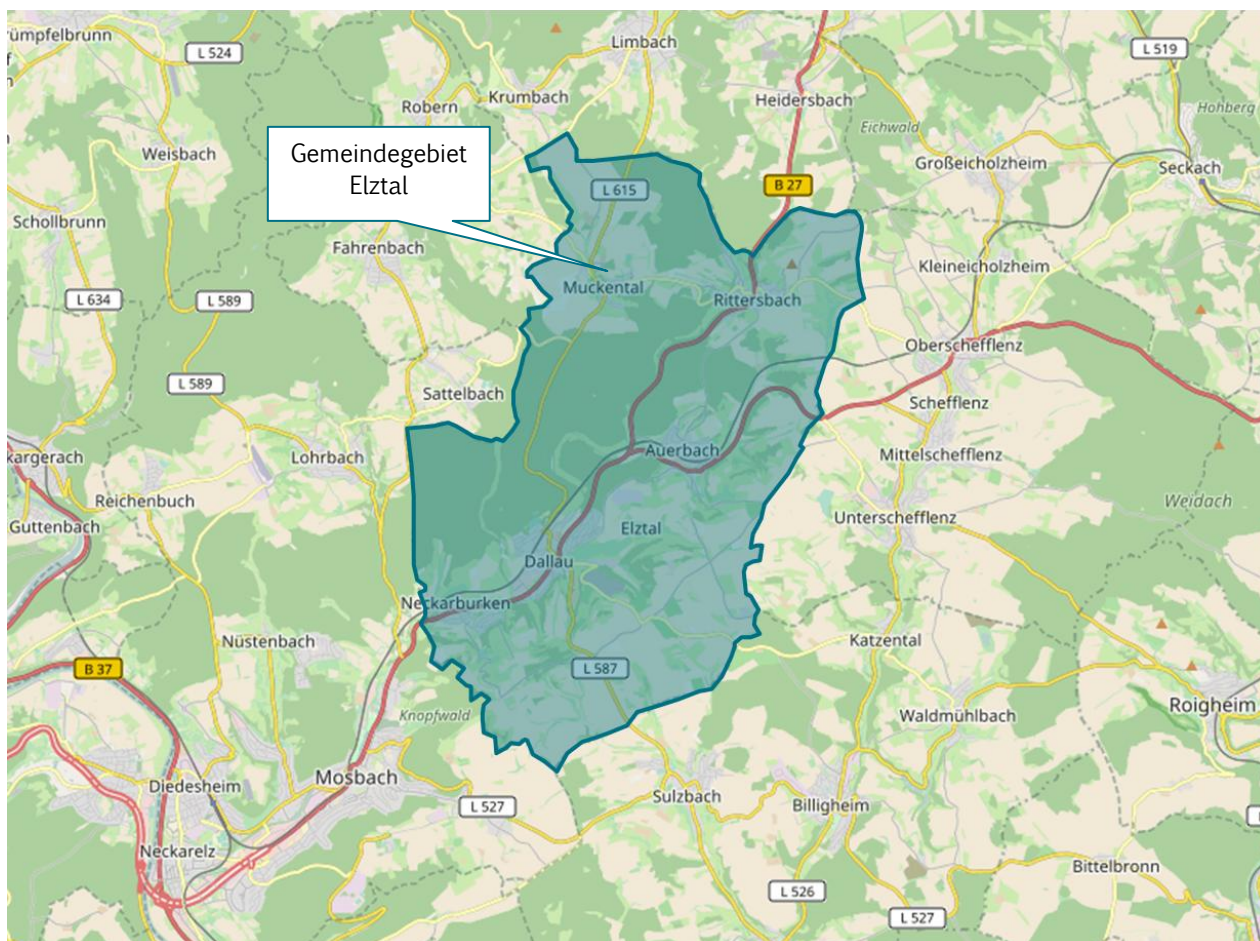 Limbach
L 524
L 519
Krumbach
Robern
Heidersbach
Hohberg
Eichwald
Gemeindegebiet
Elztal
Weisbach
Großeicholzheim
Seckach
L 615
B 27
Schollbrunn
Fahrenbach
Kleineicholzheim
Muckental
Rittersbach
L 634
L 589
Oberschefflenz
L 589
Sattelbach
Schefflenz
Auerbach
Mittelschefflenz
Lohrbach
Reichenbuch
Weidach
Guttenbach
Unterschefflenz
Elztal
Dallau
Neckarburken
Nüstenbach
Katzental
B 37
L 587
Roigheim
Knopfwald
Waldmühlbach
Mosbach
Diedesheim
Sulzbach
Billigheim
L 527
Neckarelz
Bittelbronn
L 526
L 527